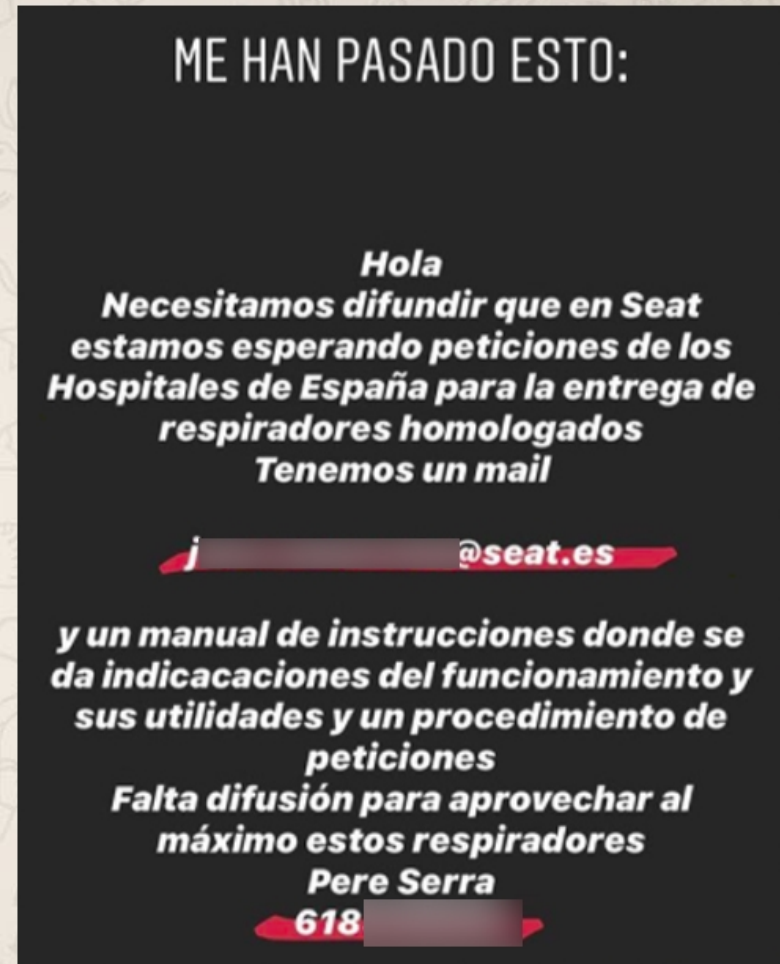 ME HAN PASADO ESTO:
Hola
Necesitamos difundir que en Seat
estamos esperando peticiones de los
Hospitales de España para la entrega de
respiradores homologados
Tenemos un mail
j @seat.es
y un manual de instrucciones donde se
da indicacaciones del funcionamiento y
sus utilidades y un procedimiento de
peticiones
Falta difusión para aprovechar al
máximo estos respiradores
Pere Serra
618